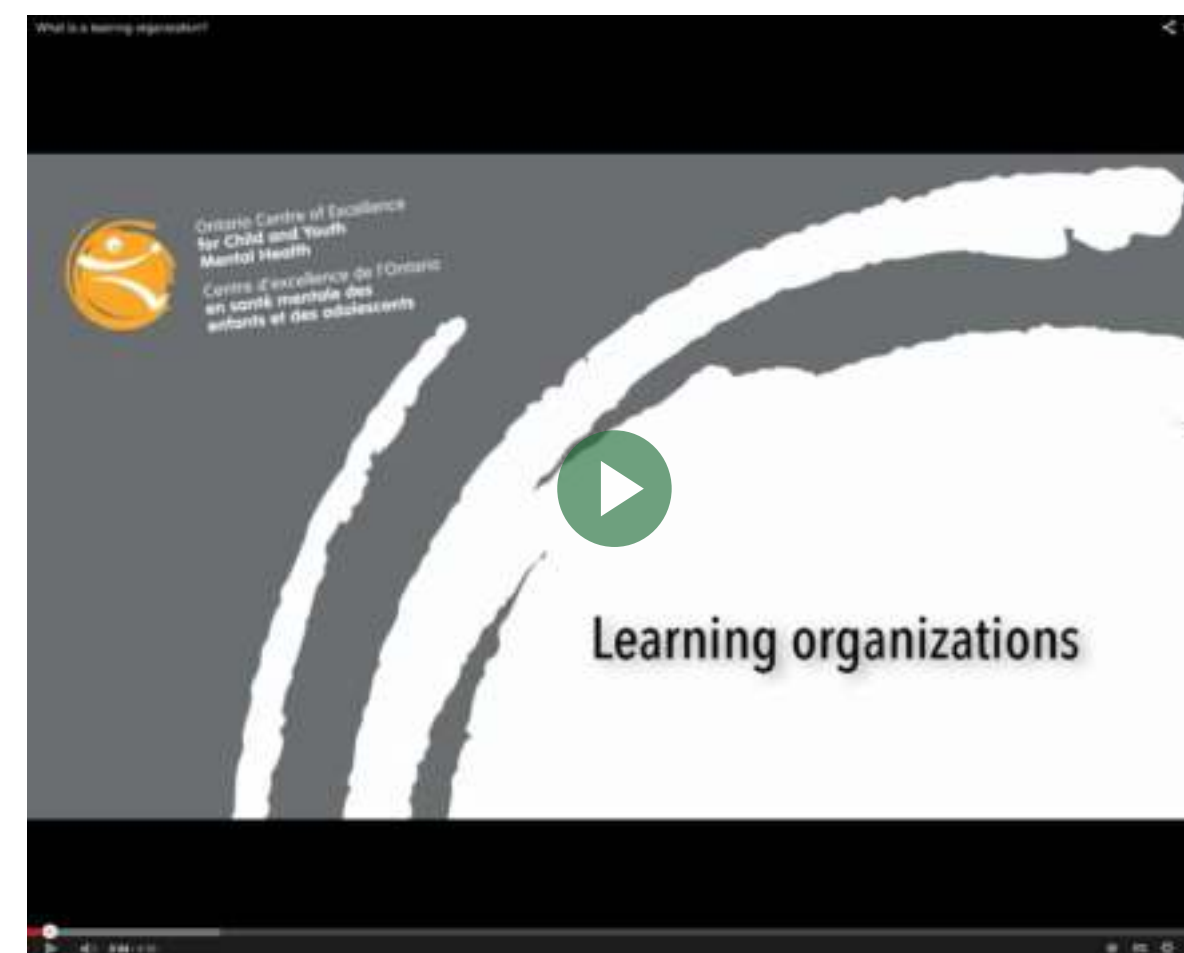 What is a learning organization?
Ontario Centre of Excellence
for Child and Youth
Mental Health
Centre d'excellence de l'Ontario
en santé mentale des
enfants et des adolescents
Learning organizations